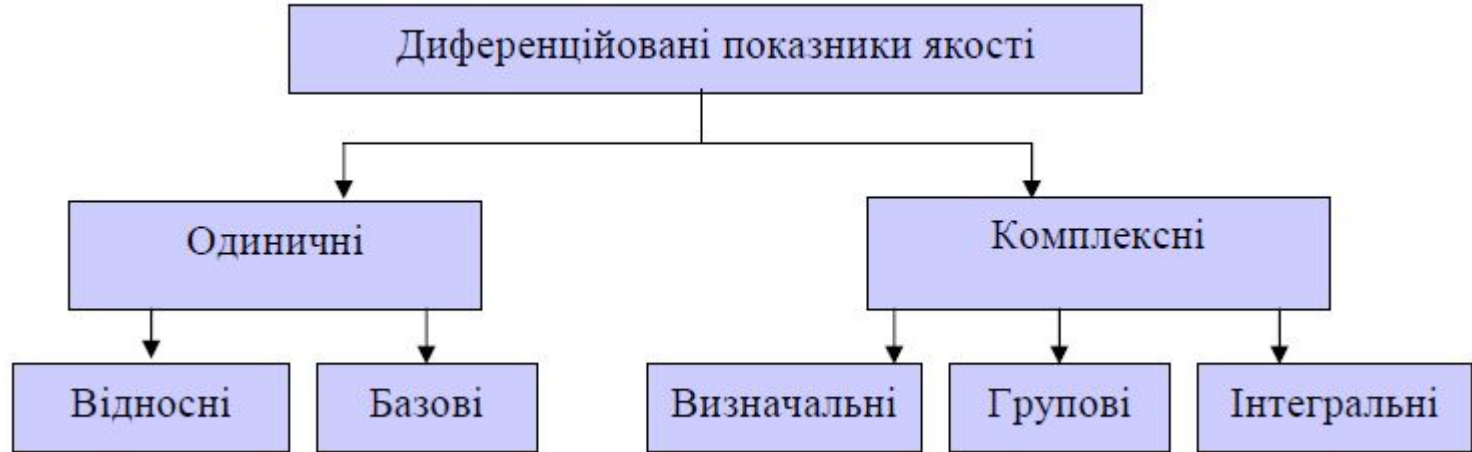 Диференційовані показники якості
Одиничні
Комплексні
Відносні
Базові
Визначальні
Групові
Інтегральні